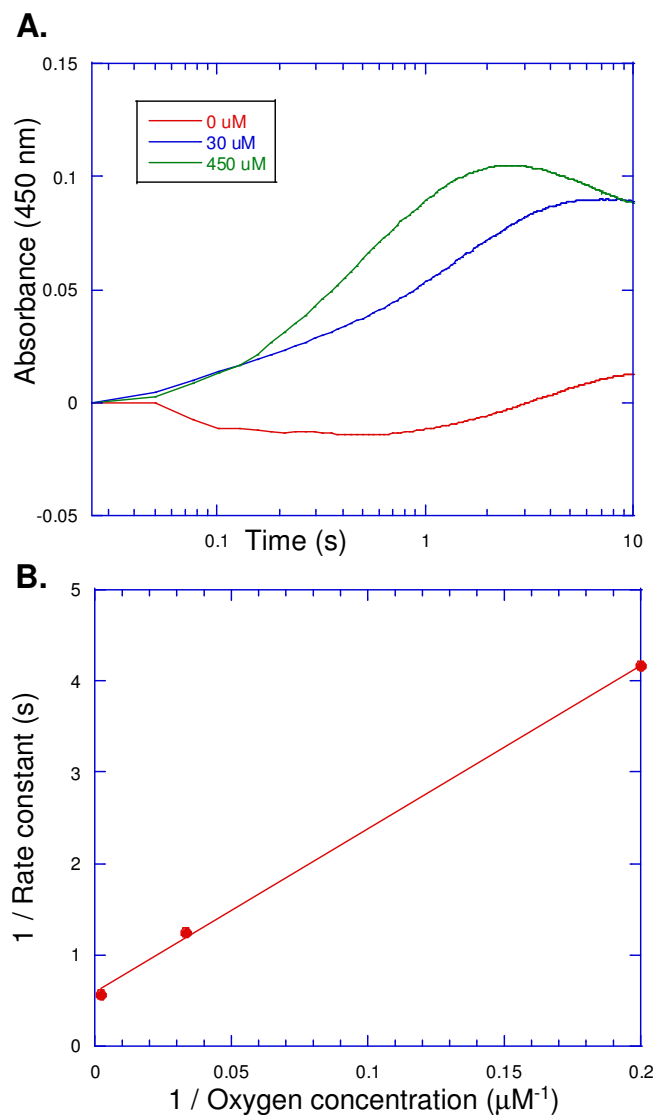 A.
0.15
0.1
0.05
0
-0.05
Absorbance (450 nm)
0 uM
30 uM
450 uM
0.1
1
10
Time (s)
B.
5
4
3
2
1
0
1 / Rate constant (s)
0
0.05
0.1
0.15
0.2
1 / Oxygen concentration (µM⁻¹)